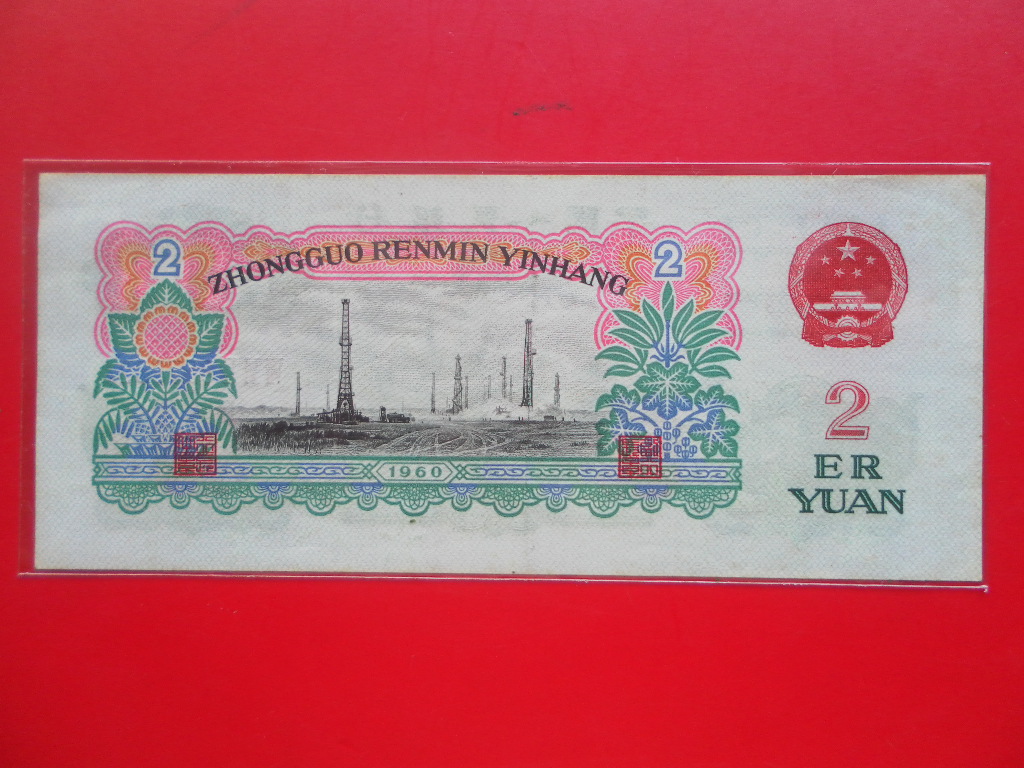 2
ZHONGGUO RENMIN YINHANG
2
1960
2
ER
YUAN